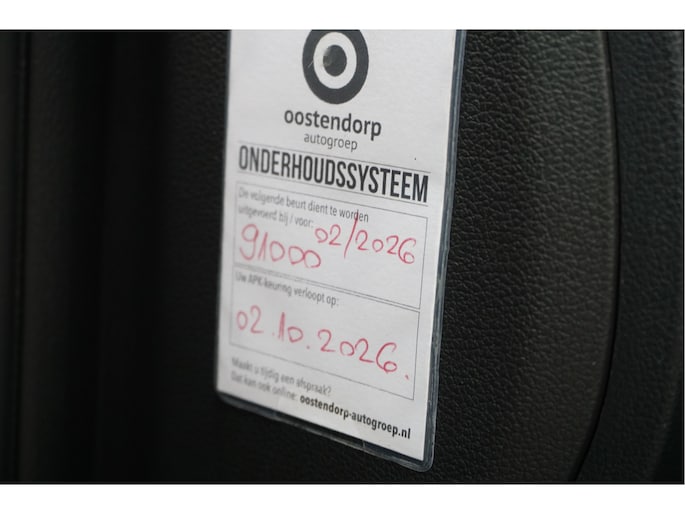 oostendorp
autogroep
ONDERHOUDSSYSTEEM
De volgende beurt dient te worden
uitgevoerd bij / voor: 02/2026
91000
Uw APK-keuring verloopt op:
02.10.2026.
Maakt u tijdig een afspraak?
Dat kan ook online: oostendorp-autogroep.nl